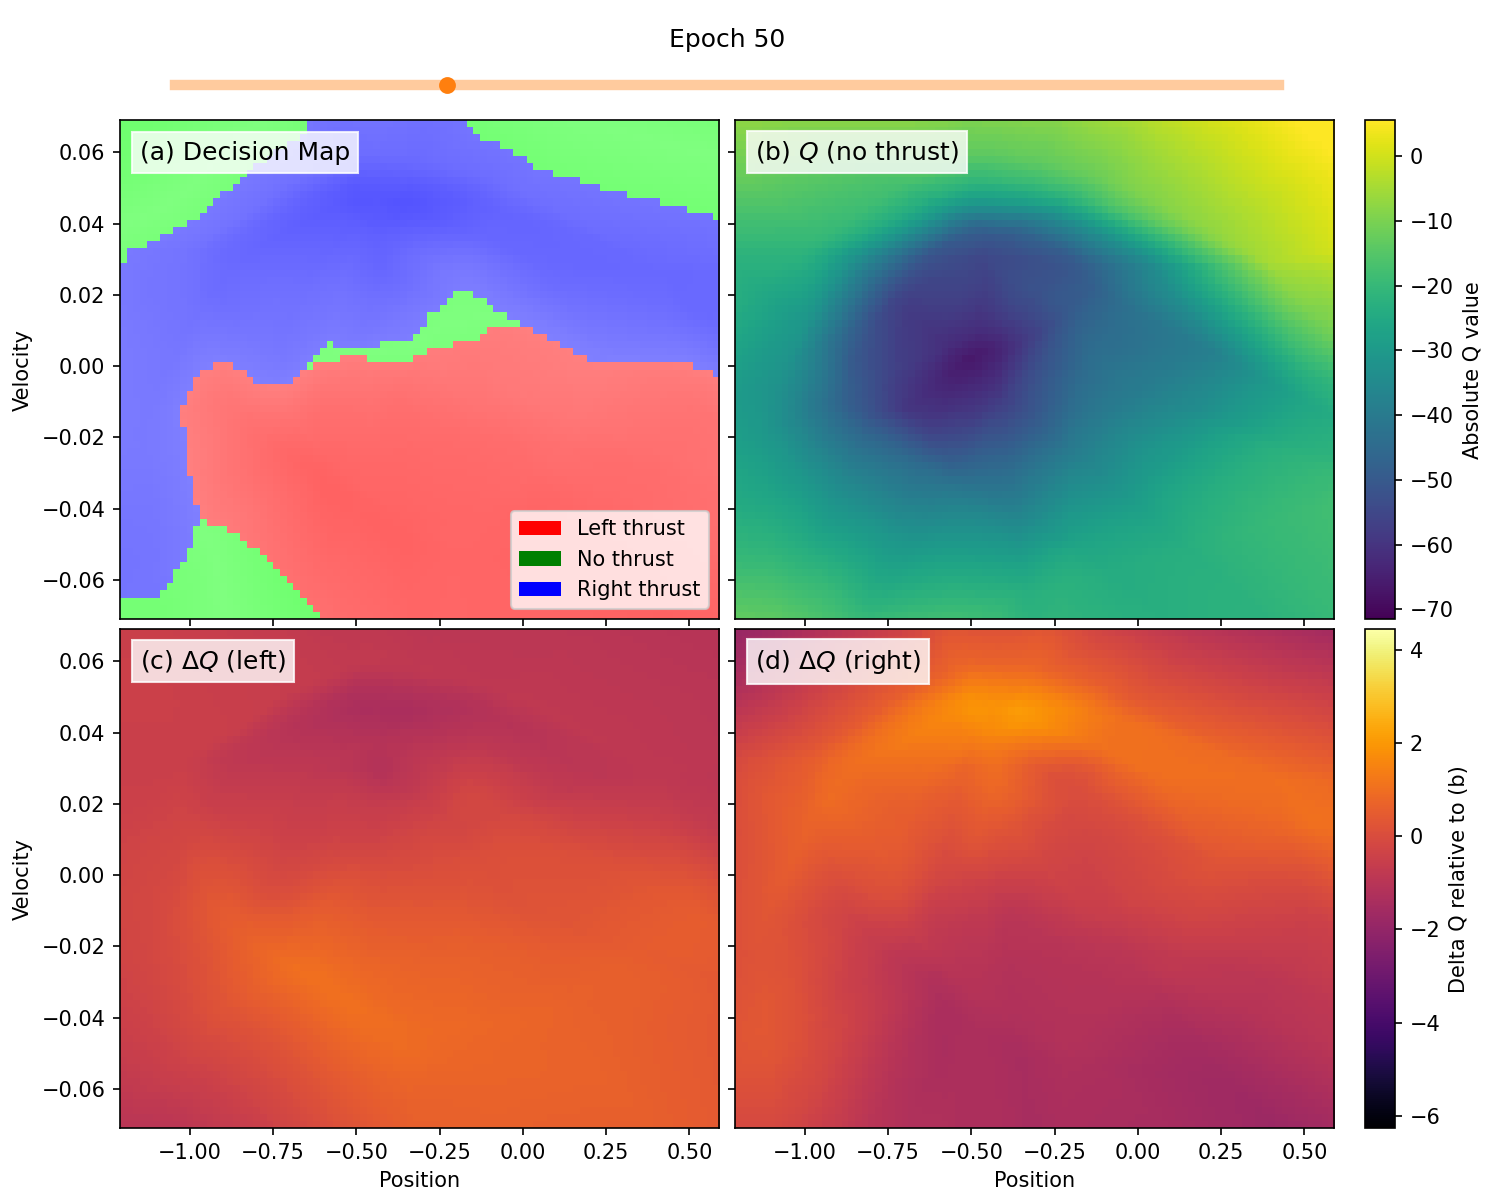 Epoch 50
(a) Decision Map
(b) Q (no thrust)
0.06
0.04
0.02
0.00
−0.02
−0.04
−0.06
Velocity
Left thrust
No thrust
Right thrust
0
−10
−20
−30
−40
−50
−60
−70
Absolute Q value
(c) ΔQ (left)
(d) ΔQ (right)
0.06
0.04
0.02
0.00
−0.02
−0.04
−0.06
Velocity
4
2
0
−2
−4
−6
Delta Q relative to (b)
−1.00 −0.75 −0.50 −0.25 0.00 0.25 0.50
Position
−1.00 −0.75 −0.50 −0.25 0.00 0.25 0.50
Position